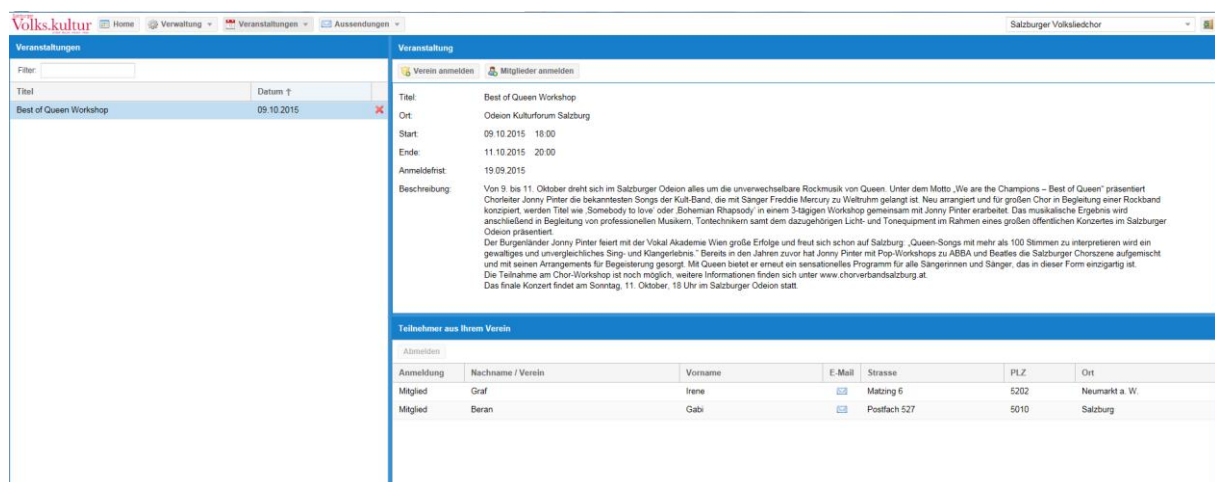 Volks.kultur Home Verwaltung Veranstaltungen Aussendungen Salzburger Volksliedchor
Veranstaltungen
Filter:
Titel Datum ↑
Best of Queen Workshop 09.10.2015
Veranstaltung
Verein anmelden Mitglieder anmelden
Titel: Best of Queen Workshop
Ort: Odeion Kulturforum Salzburg
Start: 09.10.2015 18:00
Ende: 11.10.2015 20:00
Anmeldefrist: 19.09.2015
Beschreibung: Von 9. bis 11. Oktober dreht sich im Salzburger Odeion alles um die unverwechselbare Rockmusik von Queen. Unter dem Motto „We are the Champions – Best of Queen" präsentiert
Chorleiter Jonny Pinter die bekanntesten Songs der Kult-Band, die mit Sänger Freddie Mercury zu Weltruhm gelangt ist. Neu arrangiert und für großen Chor in Begleitung einer Rockband
konzipiert, werden Titel wie ‚Somebody to love' oder ‚Bohemian Rhapsody' in einem 3-tägigen Workshop gemeinsam mit Jonny Pinter erarbeitet. Das musikalische Ergebnis wird
anschließend in Begleitung von professionellen Musikern, Tontechnikern samt dem dazugehörigen Licht- und Tonequipment im Rahmen eines großen öffentlichen Konzertes im Salzburger
Odeion präsentiert.
Der Burgenländer Jonny Pinter feiert mit der Vokal Akademie Wien große Erfolge und freut sich schon auf Salzburg: „Queen-Songs mit mehr als 100 Stimmen zu interpretieren wird ein
gewaltiges und unvergleichliches Sing- und Klangerlebnis." Bereits in den Jahren zuvor hat Jonny Pinter mit Pop-Workshops zu ABBA und Beatles die Salzburger Chorszene aufgemischt
und mit seinen Arrangements für Begeisterung gesorgt. Mit Queen bietet er erneut ein sensationelles Programm für alle Sängerinnen und Sänger, das in dieser Form einzigartig ist.
Die Teilnahme am Chor-Workshop ist noch möglich, weitere Informationen finden sich unter www.chorverbandsalzburg.at.
Das finale Konzert findet am Sonntag, 11. Oktober, 18 Uhr im Salzburger Odeion statt.
Teilnehmer aus Ihrem Verein
Abmelden
Anmeldung Nachname / Verein Vorname E-Mail Strasse PLZ Ort
Mitglied Graf Irene Matzing 6 5202 Neumarkt a. W.
Mitglied Beran Gabi Postfach 527 5010 Salzburg